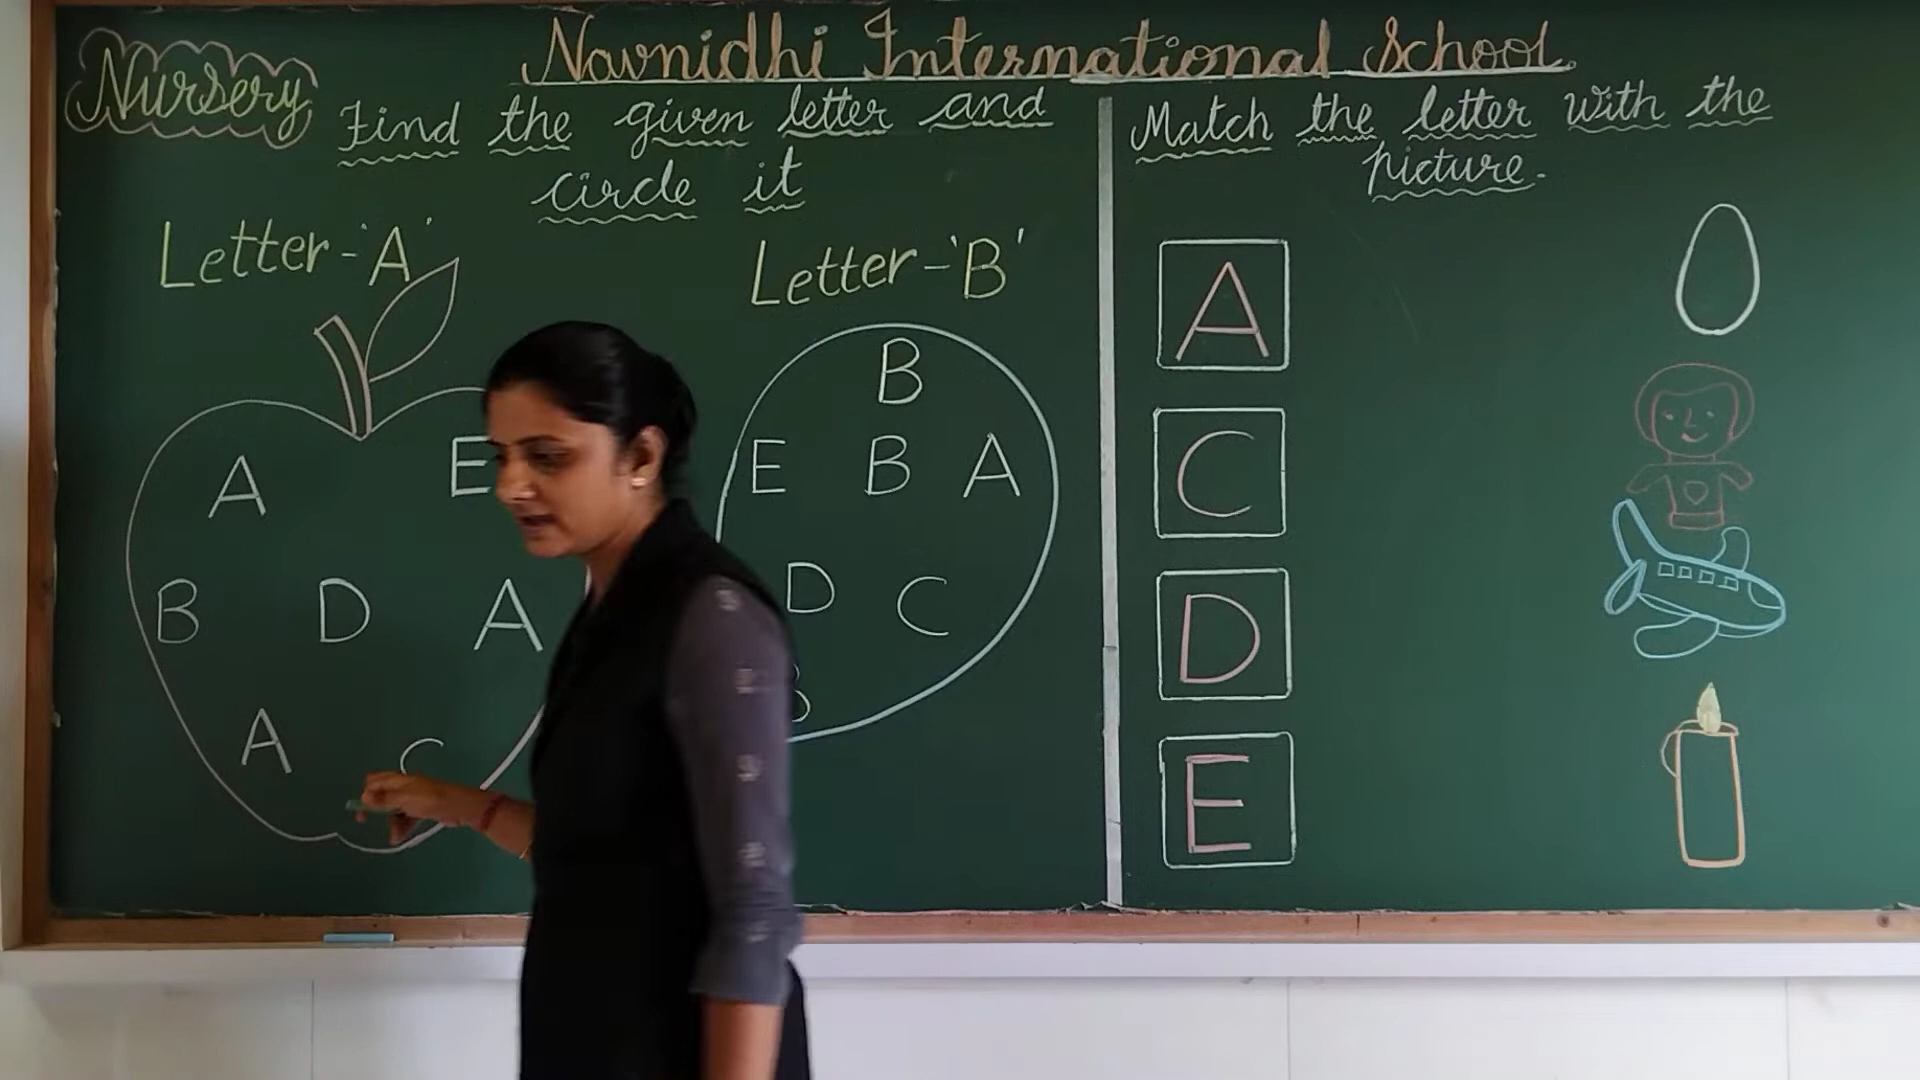 Navnidhi International School.
Nursery
Find the given letter and
circle it
Letter-'A'
A E
B D A
A C
Letter-'B'
B
E B A
D C
B
Match the letter with the
picture.
A
C
D
E